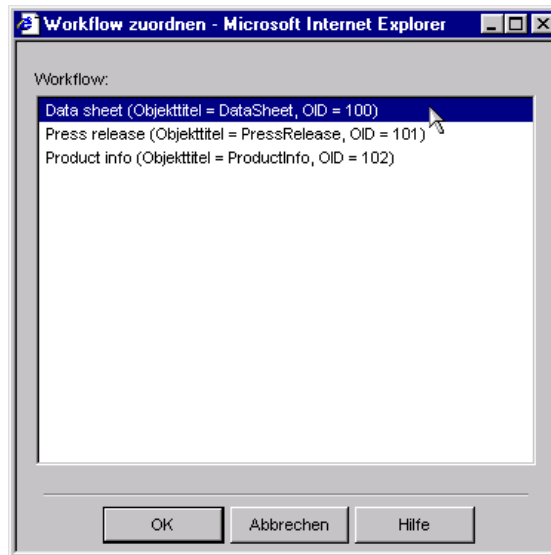 Workflow zuordnen - Microsoft Internet Explorer
Workflow:
Data sheet (Objekttitel = DataSheet, OID = 100)
Press release (Objekttitel = PressRelease, OID = 101)
Product info (Objekttitel = ProductInfo, OID = 102)
OK Abbrechen Hilfe